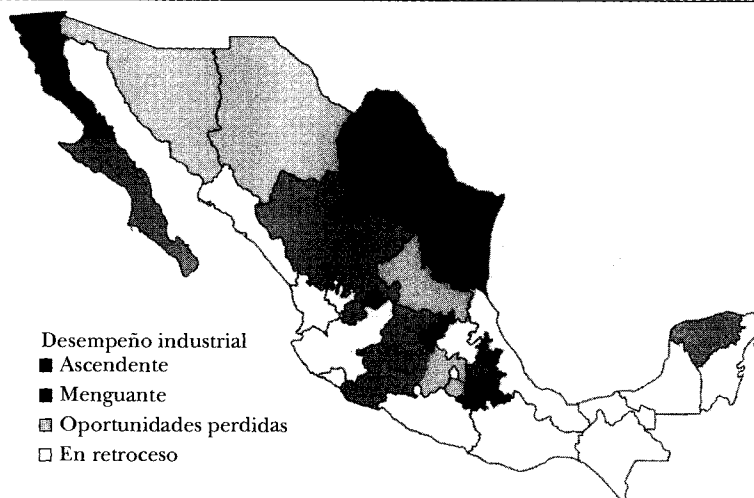 Desempeño industrial
Ascendente
Menguante
Oportunidades perdidas
En retroceso